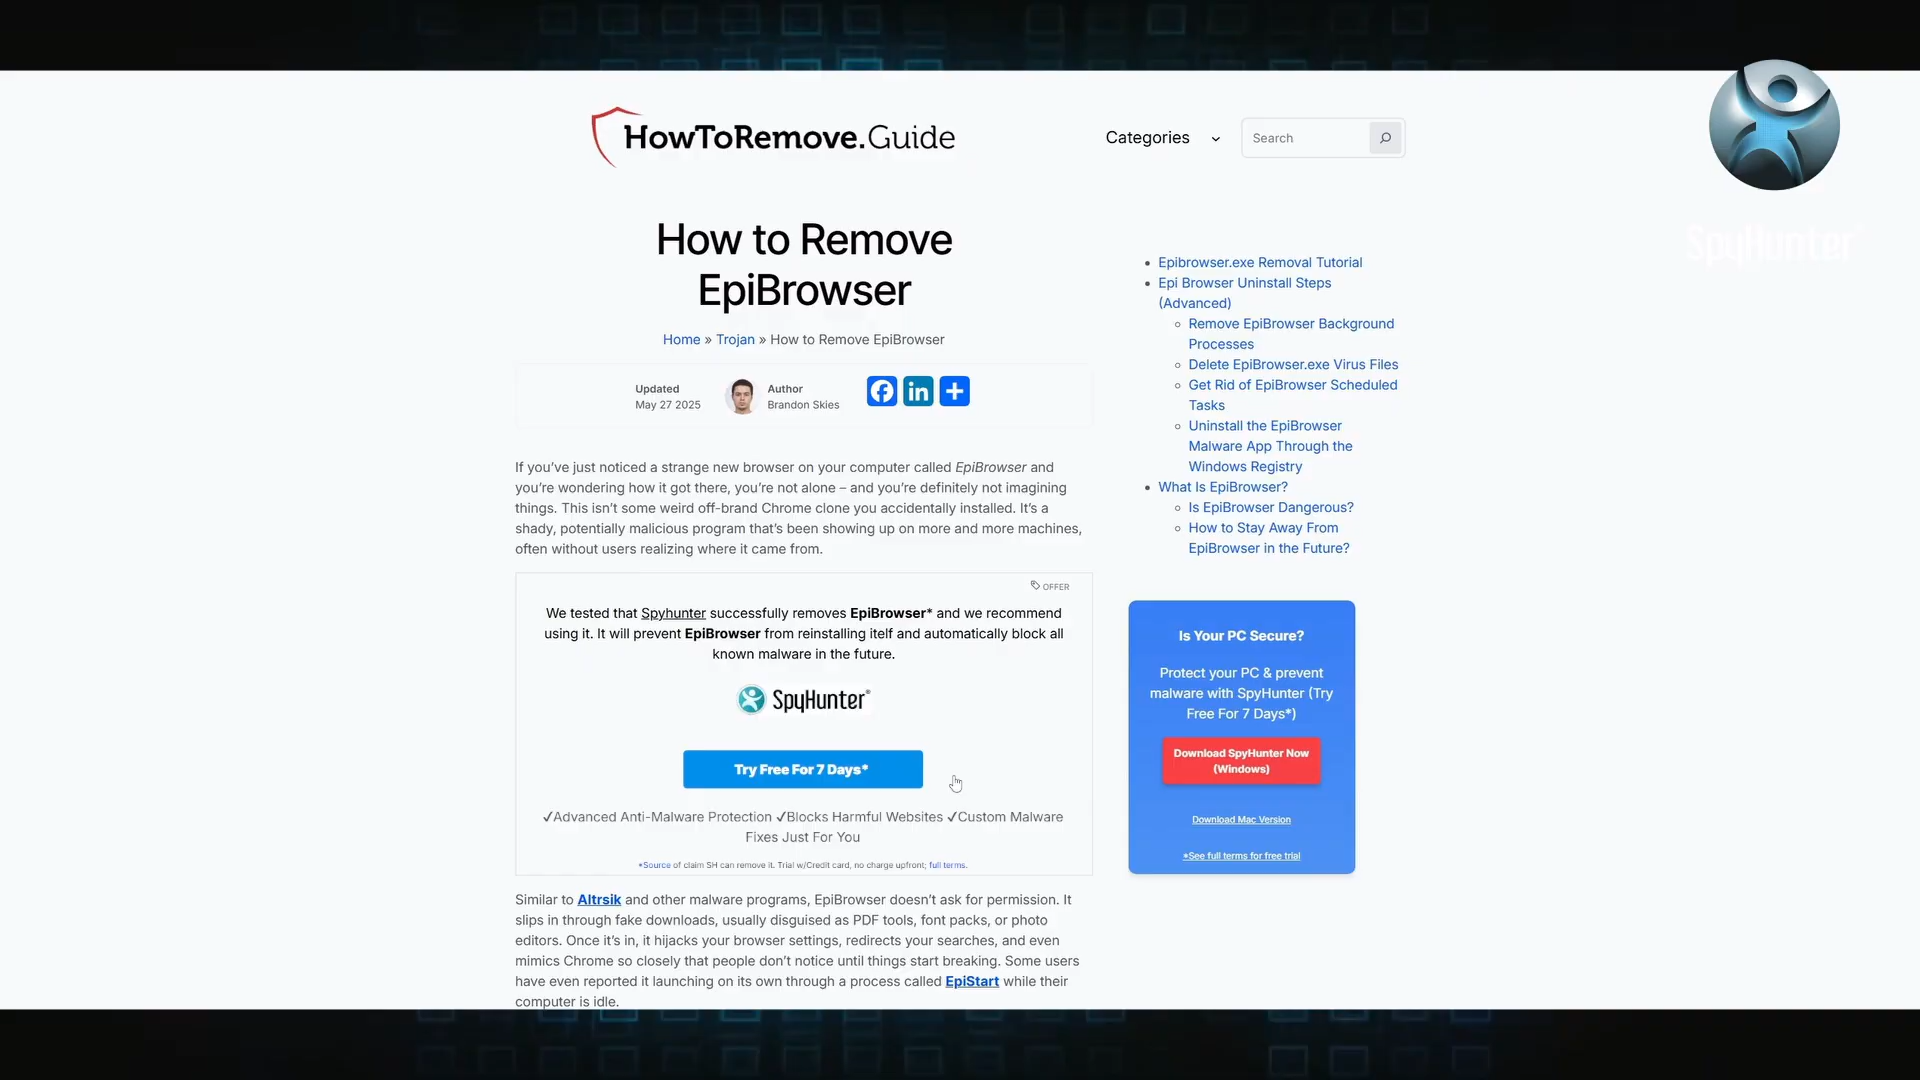 HowToRemove.Guide
Categories
Search
SpyHunter®
How to Remove
EpiBrowser
Home » Trojan » How to Remove EpiBrowser
Updated
May 27 2025
Author
Brandon Skies
If you've just noticed a strange new browser on your computer called EpiBrowser and
you're wondering how it got there, you're not alone – and you're definitely not imagining
things. This isn't some weird off-brand Chrome clone you accidentally installed. It's a
shady, potentially malicious program that's been showing up on more and more machines,
often without users realizing where it came from.
OFFER
We tested that Spyhunter successfully removes EpiBrowser* and we recommend
using it. It will prevent EpiBrowser from reinstalling itelf and automatically block all
known malware in the future.
SpyHunter®
Try Free For 7 Days*
✓Advanced Anti-Malware Protection ✓Blocks Harmful Websites ✓Custom Malware
Fixes Just For You
*Source of claim SH can remove it. Trial w/Credit card, no charge upfront; full terms.
Similar to Altrsik and other malware programs, EpiBrowser doesn't ask for permission. It
slips in through fake downloads, usually disguised as PDF tools, font packs, or photo
editors. Once it's in, it hijacks your browser settings, redirects your searches, and even
mimics Chrome so closely that people don't notice until things start breaking. Some users
have even reported it launching on its own through a process called EpiStart while their
computer is idle.
• Epibrowser.exe Removal Tutorial
• Epi Browser Uninstall Steps
(Advanced)
◦ Remove EpiBrowser Background
Processes
◦ Delete EpiBrowser.exe Virus Files
◦ Get Rid of EpiBrowser Scheduled
Tasks
◦ Uninstall the EpiBrowser
Malware App Through the
Windows Registry
• What Is EpiBrowser?
◦ Is EpiBrowser Dangerous?
◦ How to Stay Away From
EpiBrowser in the Future?
Is Your PC Secure?
Protect your PC & prevent
malware with SpyHunter (Try
Free For 7 Days*)
Download SpyHunter Now
(Windows)
Download Mac Version
*See full terms for free trial